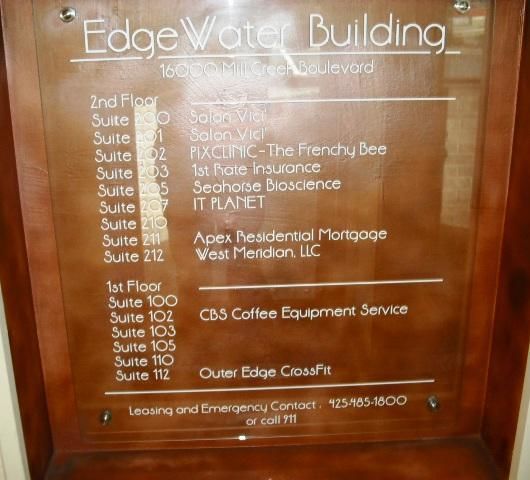 EdgeWater Building
16000 Mill Creek Boulevard
2nd Floor
Suite 200 Salon Vici'
Suite 201 Salon Vici'
Suite 202 PIXCLINIC-The Frenchy Bee
Suite 203 1st Rate Insurance
Suite 205 Seahorse Bioscience
Suite 207 IT PLANET
Suite 210
Suite 211 Apex Residential Mortgage
Suite 212 West Meridian, LLC
1st Floor
Suite 100
Suite 102 CBS Coffee Equipment Service
Suite 103
Suite 105
Suite 110
Suite 112 Outer Edge CrossFit
Leasing and Emergency Contact . 425-485-1800
or call 911